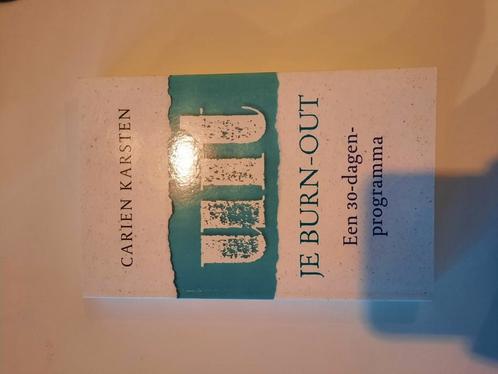 CARIEN KARSTEN
uit
JE BURN-OUT
Een 30-dagen-
programma